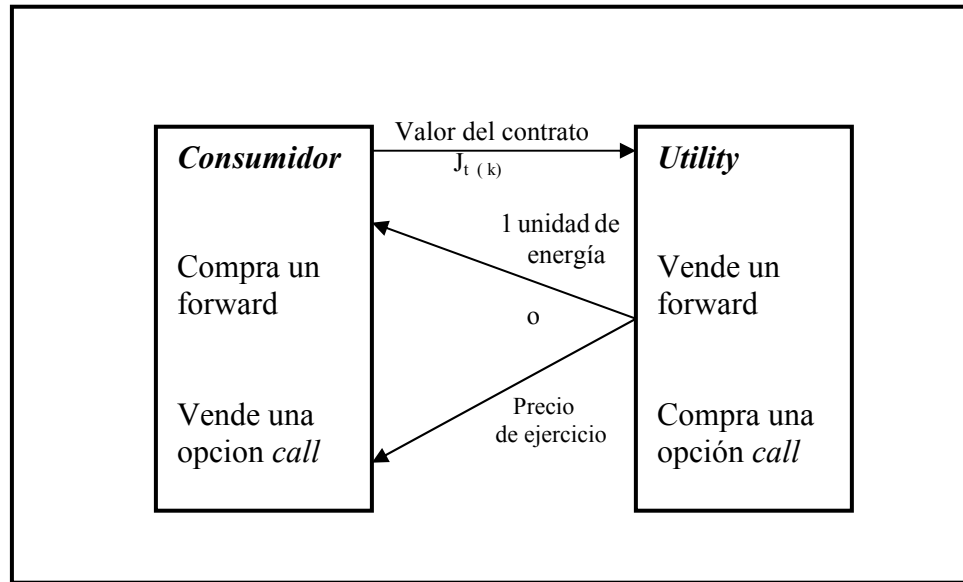 Consumidor
Compra un
forward
Vende una
opcion call
Valor del contrato
Jt ( k)
1 unidad de
energía
o
Precio
de ejercicio
Utility
Vende un
forward
Compra una
opción call